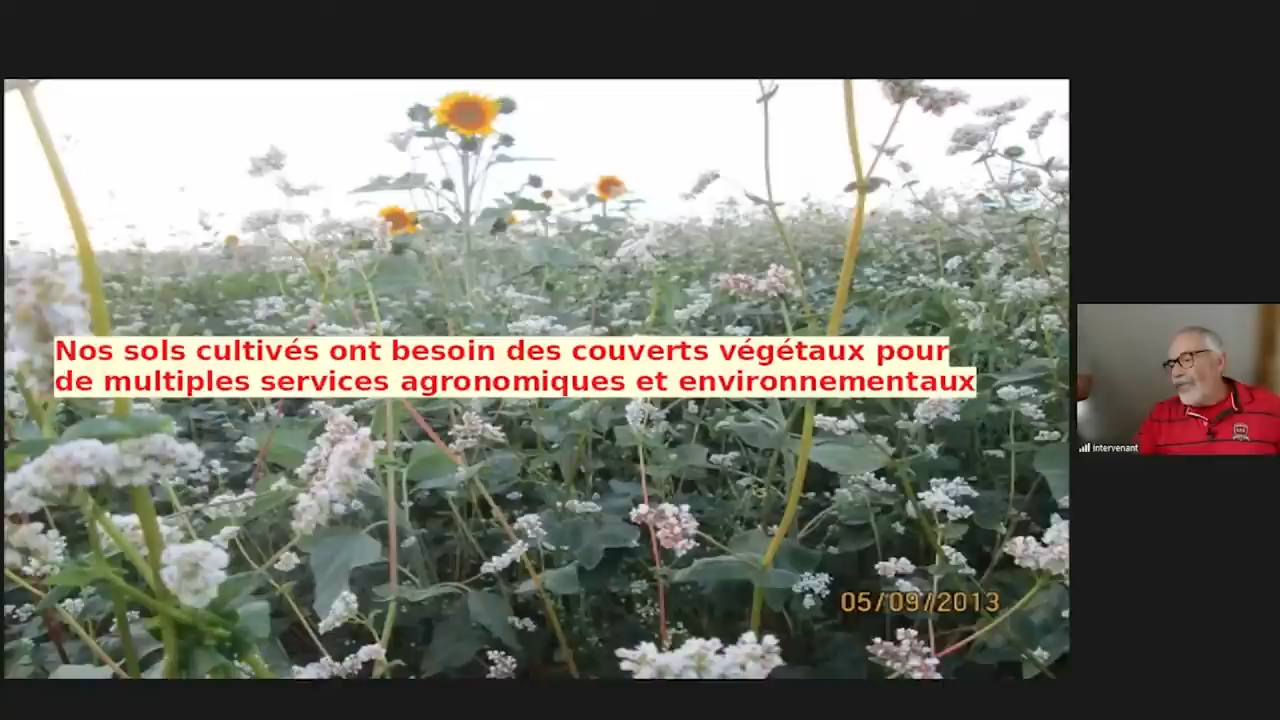 Nos sols cultivés ont besoin des couverts végétaux pour
de multiples services agronomiques et environnementaux
05/09/2013
Intervenant